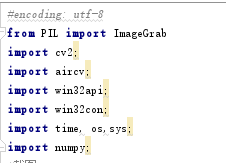 #encoding: utf-8
from PIL import ImageGrab
import cv2;
import aircv;
import win32api;
import win32con;
import time, os,sys;
import numpy;